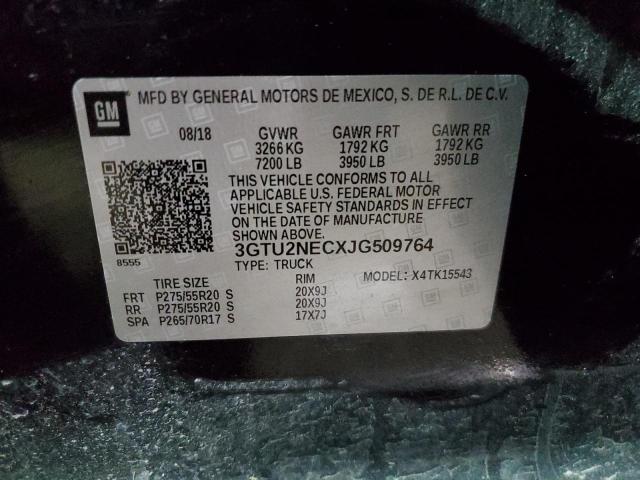 GM MFD BY GENERAL MOTORS DE MEXICO, S. DE R.L. DE C.V.
08/18 GVWR GAWR FRT GAWR RR
3266 KG 1792 KG 1792 KG
7200 LB 3950 LB 3950 LB
THIS VEHICLE CONFORMS TO ALL
APPLICABLE U.S. FEDERAL MOTOR
VEHICLE SAFETY STANDARDS IN EFFECT
ON THE DATE OF MANUFACTURE
SHOWN ABOVE.
8555 3GTU2NECXJG509764
TYPE: TRUCK
TIRE SIZE RIM MODEL: X4TK15543
FRT P275/55R20 S 20X9J
RR P275/55R20 S 20X9J
SPA P265/70R17 S 17X7J